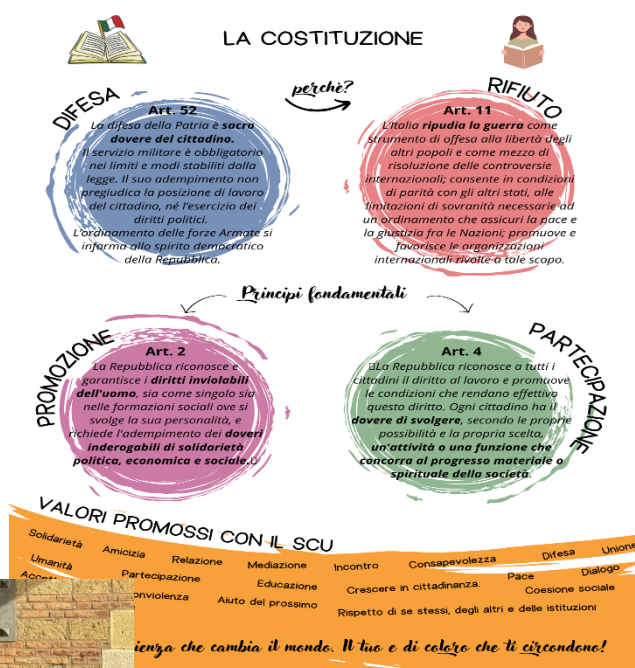 LA COSTITUZIONE
DIFESA
perchè?
RIFIUTO
Art. 52
La difesa della Patria è sacro
dovere del cittadino.
Il servizio militare è obbligatorio
nei limiti e modi stabiliti dalla
legge. Il suo adempimento non
pregiudica la posizione di lavoro
del cittadino, né l'esercizio dei
diritti politici.
L'ordinamento delle forze Armate si
informa allo spirito democratico
della Repubblica.
Art. 11
L'Italia ripudia la guerra come
strumento di offesa alla libertà degli
altri popoli e come mezzo di
risoluzione delle controversie
internazionali; consente in condizioni
di parità con gli altri stati, alle
limitazioni di sovranità necessarie ad
un ordinamento che assicuri la pace e
la giustizia fra le Nazioni; promuove e
favorisce le organizzazioni
internazionali rivolte a tale scopo.
Principi fondamentali
PROMOZIONE
Art. 2
La Repubblica riconosce e
garantisce i diritti inviolabili
dell'uomo, sia come singolo sia
nelle formazioni sociali ove si
svolge la sua personalità, e
richiede l'adempimento dei doveri
inderogabili di solidarietà
politica, economica e sociale.
PARTECIPAZIONE
Art. 4
La Repubblica riconosce a tutti i
cittadini il diritto al lavoro e promuove
le condizioni che rendano effettivo
questo diritto. Ogni cittadino ha il
dovere di svolgere, secondo le proprie
possibilità e la propria scelta,
un'attività o una funzione che
concorra al progresso materiale o
spirituale della società.
VALORI PROMOSSI CON IL SCU
Solidarietà Amicizia Relazione Mediazione Incontro Consapevolezza Difesa Unione
Umanità Partecipazione Educazione Crescere in cittadinanza. Pace Dialogo
Aiuto del prossimo Coesione sociale
Rispetto di se stessi, degli altri e delle istituzioni
che cambia il mondo. Il tuo e di coloro che ti circondono!